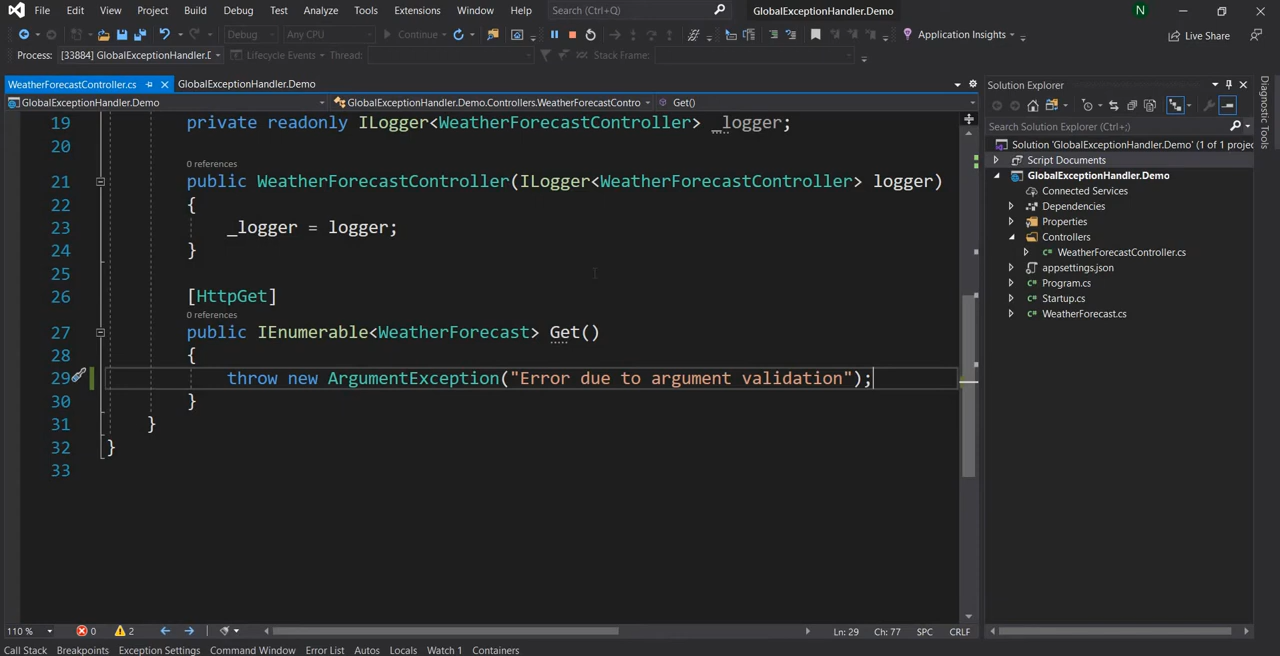 File Edit View Git Project Build Debug Test Analyze Tools Extensions Window Help Search (Ctrl+Q) GlobalExceptionHandler.Demo N
Debug Any CPU Continue Application Insights Live Share
Process: [33884] GlobalExceptionHandler.D Lifecycle Events Thread: Stack Frame:
WeatherForecastController.cs GlobalExceptionHandler.Demo
GlobalExceptionHandler.Demo GlobalExceptionHandler.Demo.Controllers.WeatherForecastContro Get()
19 private readonly ILogger<WeatherForecastController> _logger;
20
0 references
21 public WeatherForecastController(ILogger<WeatherForecastController> logger)
22 {
23 _logger = logger;
24 }
25
26 [HttpGet]
0 references
27 public IEnumerable<WeatherForecast> Get()
28 {
29 throw new ArgumentException("Error due to argument validation");
30 }
31 }
32 }
33
110 % 0 2 Ln: 29 Ch: 77 SPC CRLF
Call Stack Breakpoints Exception Settings Command Window Error List Autos Locals Watch 1 Containers
Solution Explorer
Search Solution Explorer (Ctrl+;)
Solution 'GlobalExceptionHandler.Demo' (1 of 1 projec
Script Documents
GlobalExceptionHandler.Demo
Connected Services
Dependencies
Properties
Controllers
C# WeatherForecastController.cs
appsettings.json
C# Program.cs
C# Startup.cs
C# WeatherForecast.cs
Diagnostic Tools